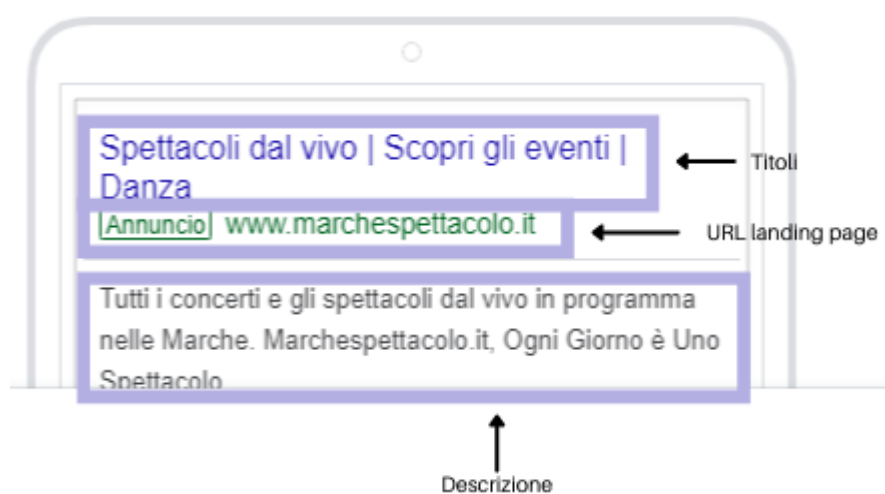 Spettacoli dal vivo | Scopri gli eventi |
Danza
Titoli
Annuncio www.marchespettacolo.it
URL landing page
Tutti i concerti e gli spettacoli dal vivo in programma
nelle Marche. Marchespettacolo.it, Ogni Giorno è Uno
Spettacolo
Descrizione